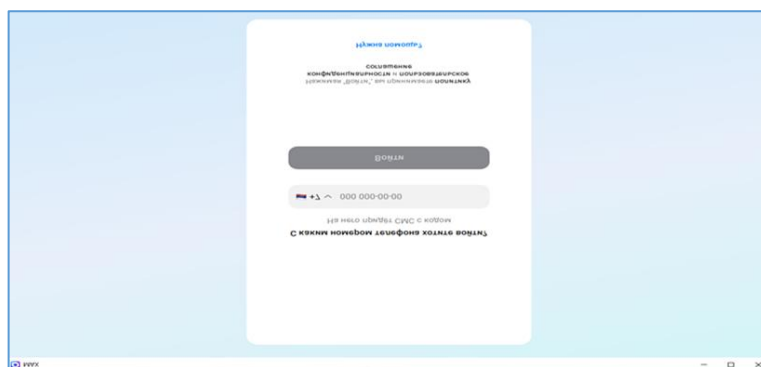 MAX
С каким номером телефона хотите войти?
На него придёт СМС с кодом
+7 000 000-00-00
Войти
Нажимая „Войти", вы принимаете политику
конфиденциальности и пользовательское
соглашение
Нужна помощь?